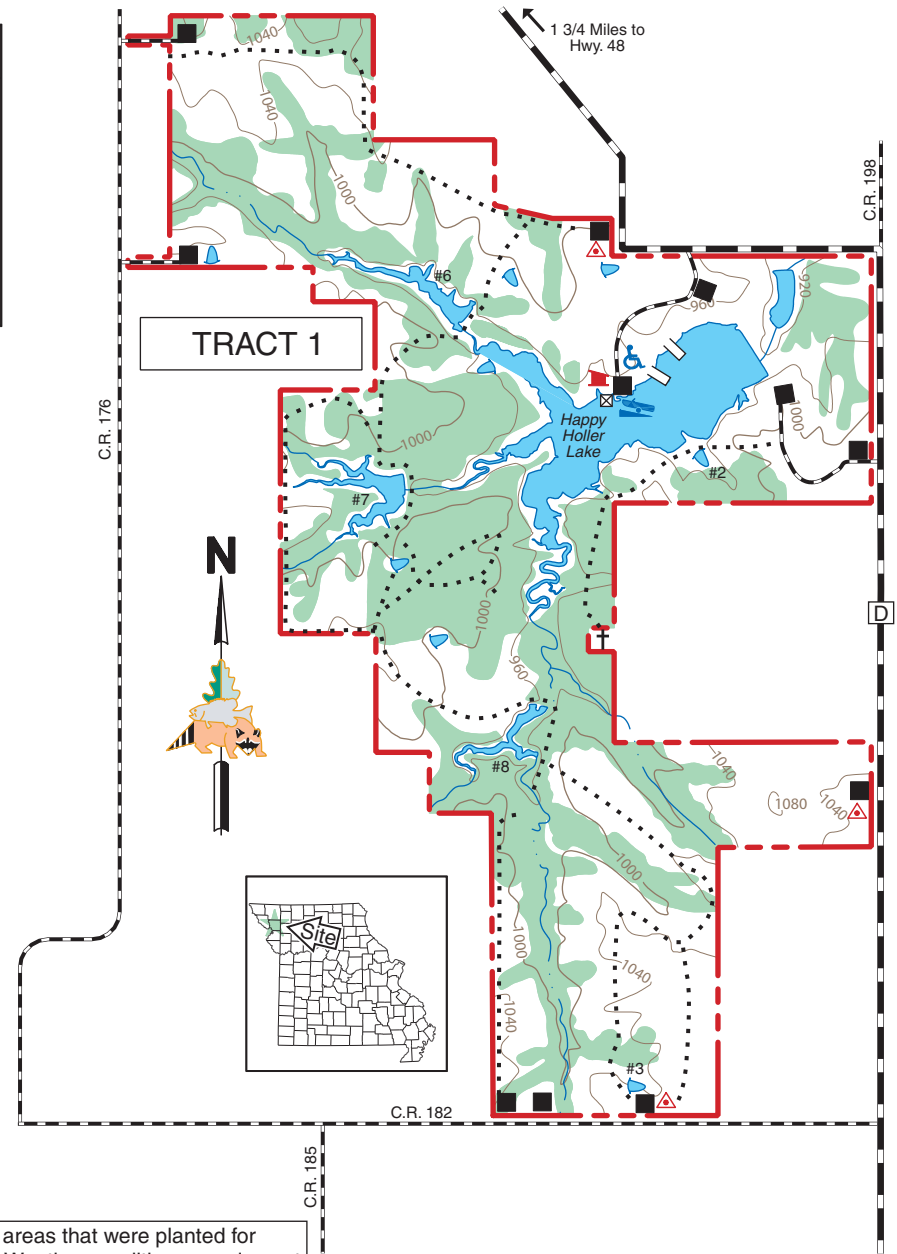 1 3/4 Miles to
Hwy. 48
1040
1040
C.R. 198
1000
#6
920
960
TRACT 1
C.R. 176
1000
Happy
Holler
Lake
1000
#2
#7
N
1000
D
960
#8
1040
1080
1040
1000
Site
1000
1040
1040
#3
C.R. 182
C.R. 185
areas that were planted for